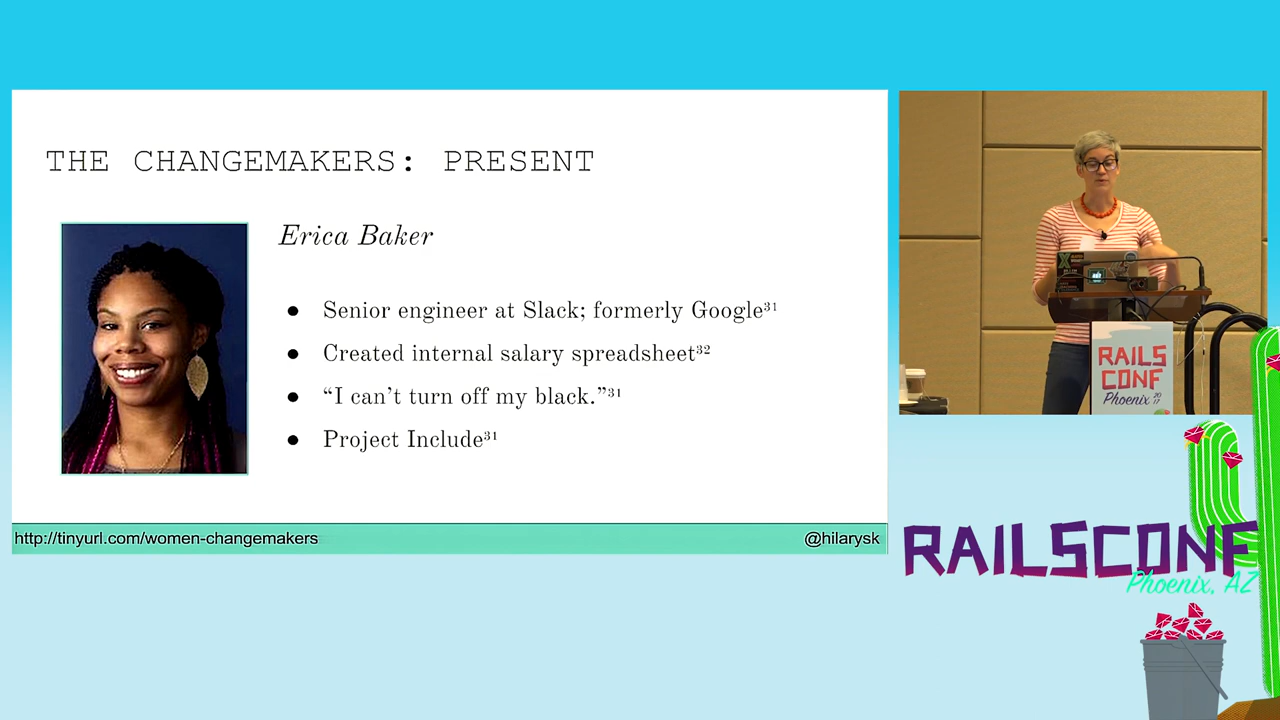 THE CHANGEMAKERS: PRESENT
Erica Baker
● Senior engineer at Slack; formerly Google³¹
● Created internal salary spreadsheet³²
● “I can’t turn off my black.”³¹
● Project Include³¹
http://tinyurl.com/women-changemakers
@hilarysk
RAILS
CONF
Phoenix 2017
RAILSCONF
Phoenix, AZ